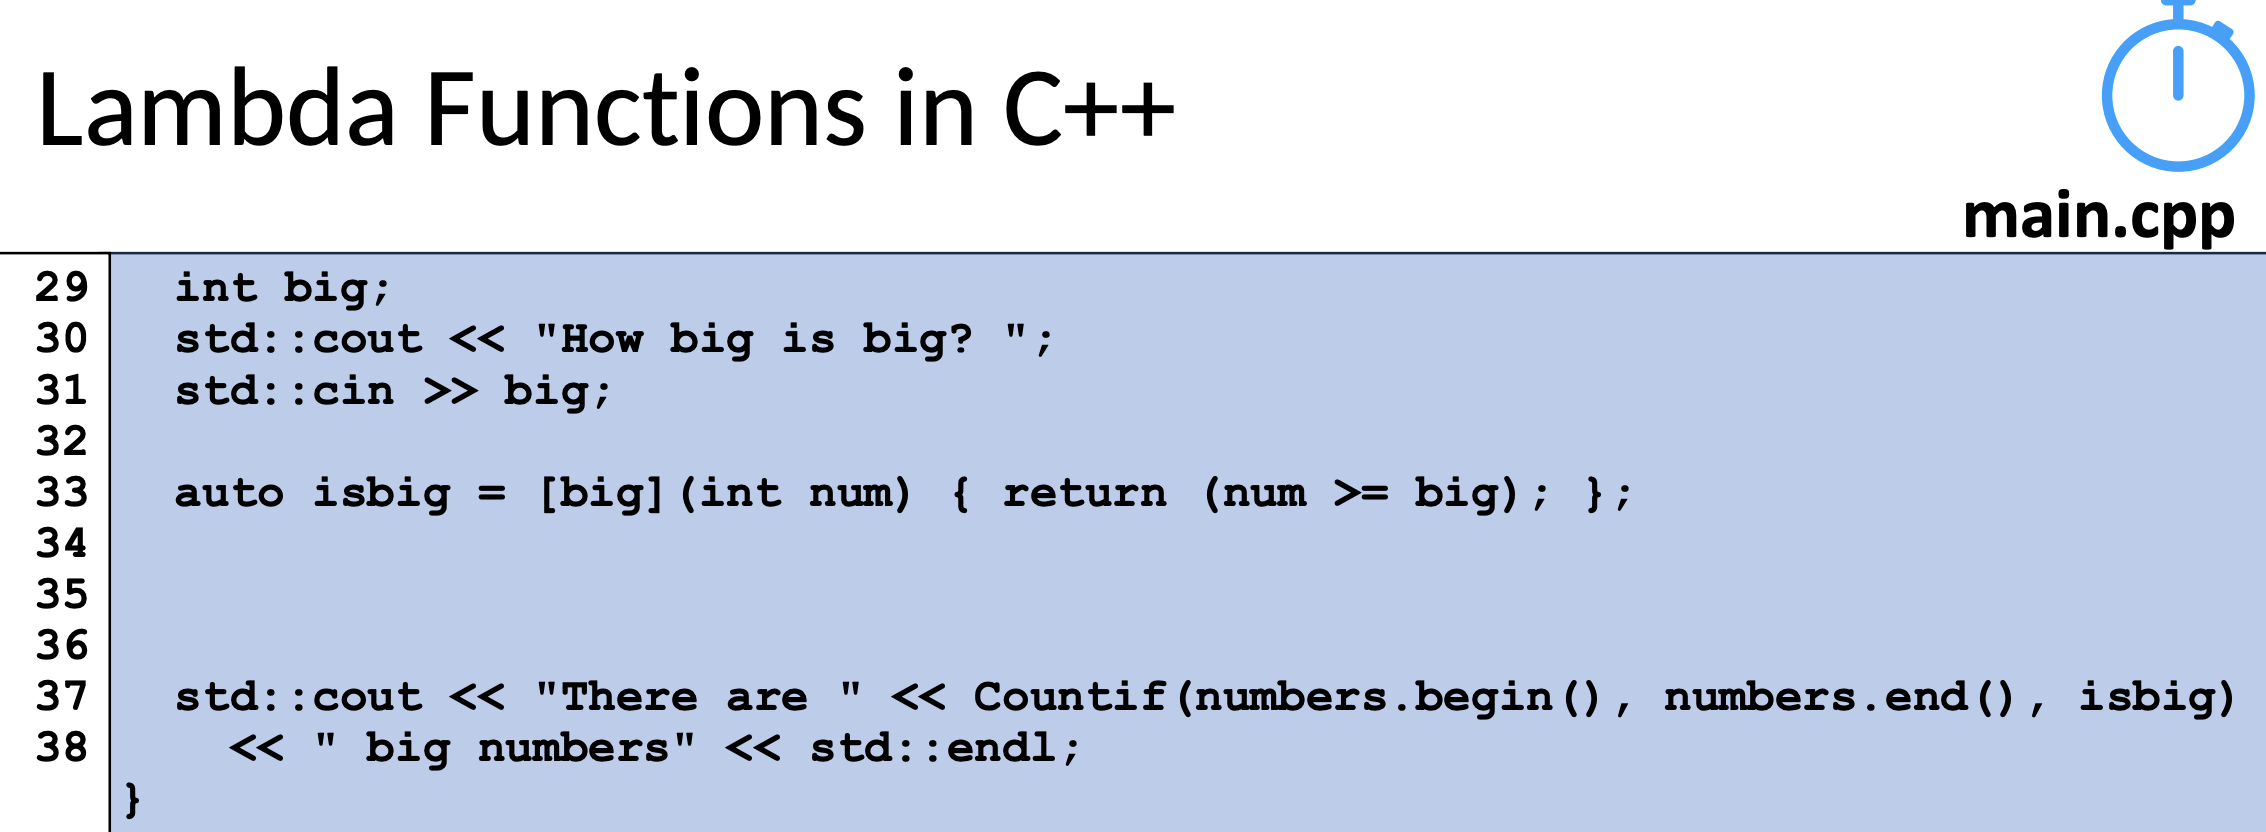 Lambda Functions in C++
main.cpp
29 int big;
30 std::cout << "How big is big? ";
31 std::cin >> big;
32
33 auto isbig = [big](int num) { return (num >= big); };
34
35
36
37 std::cout << "There are " << Countif(numbers.begin(), numbers.end(), isbig)
38 << " big numbers" << std::endl;
}